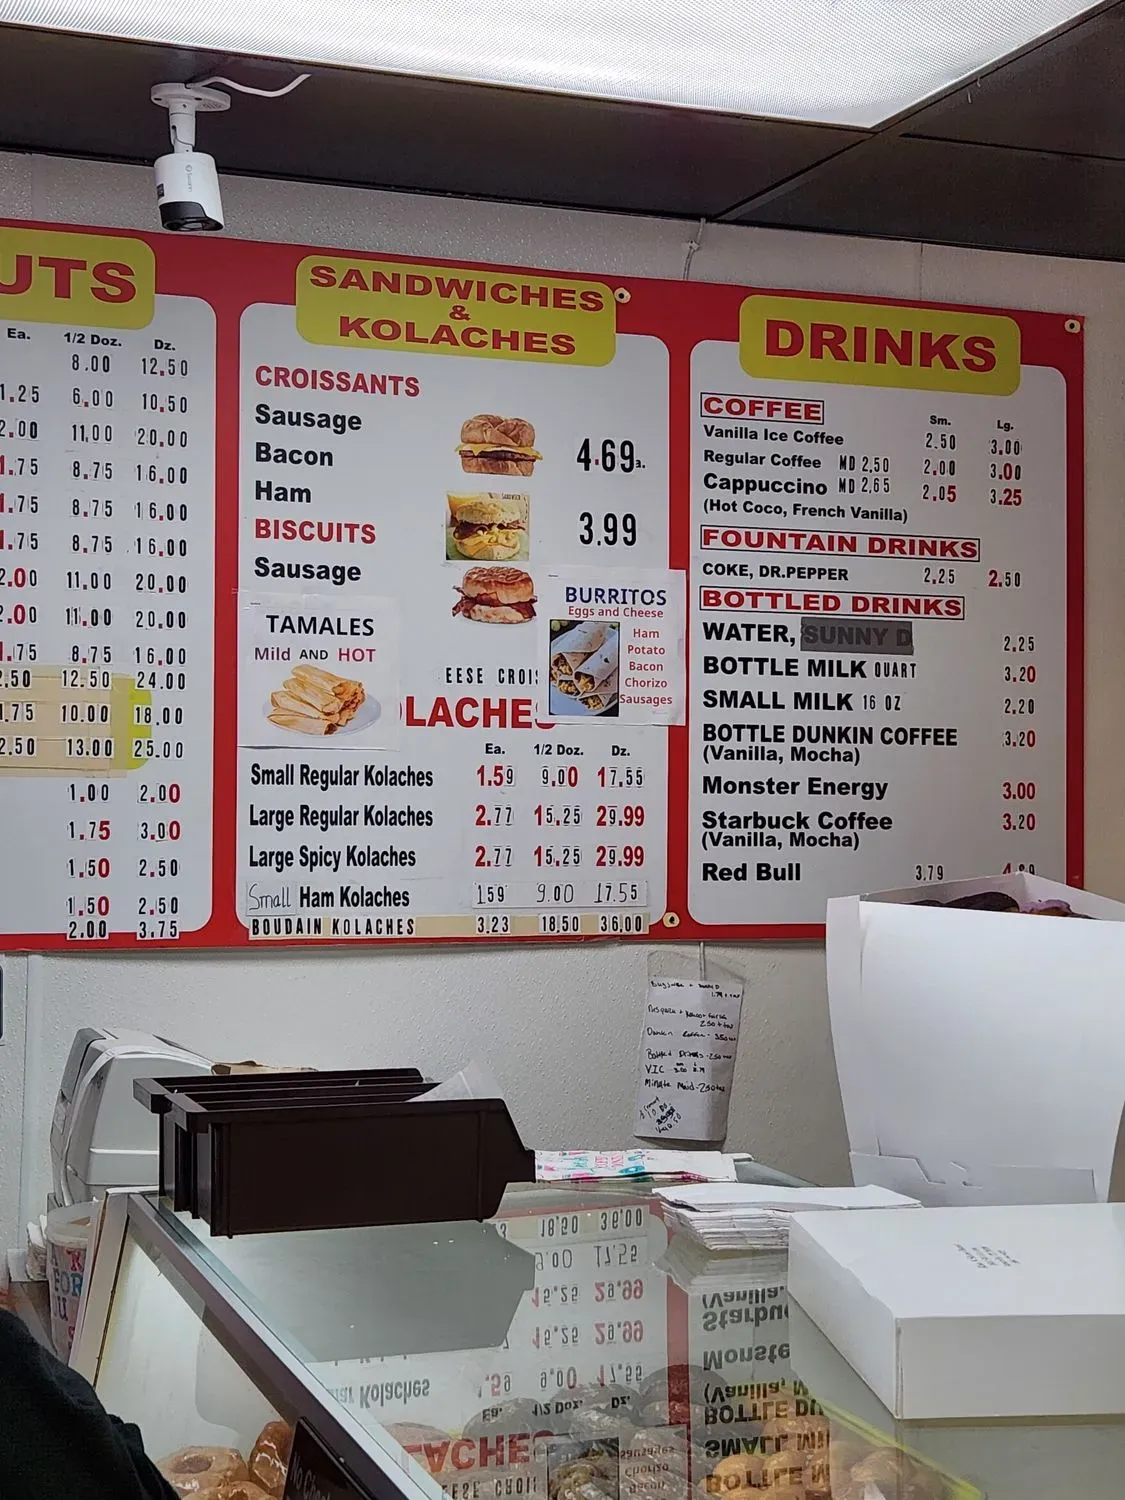 UTS
Ea. 1/2 Doz. Dz.
8.00 12.50
1.25 6.00 10.50
2.00 11.00 20.00
1.75 8.75 16.00
1.75 8.75 16.00
1.75 8.75 16.00
2.00 11.00 20.00
2.00 11.00 20.00
1.75 8.75 16.00
2.50 12.50 24.00
1.75 10.00 18.00
2.50 13.00 25.00
1.00 2.00
1.75 3.00
1.50 2.50
1.50 2.50
2.00 3.75
SANDWICHES
&
KOLACHES
CROISSANTS
Sausage
Bacon
Ham
4.69
BISCUITS
3.99
Sausage
TAMALES
Mild AND HOT
BURRITOS
Eggs and Cheese
Ham
Potato
Bacon
Chorizo
Sausages
EESE CROI
LACHES
Ea. 1/2 Doz. Dz.
Small Regular Kolaches 1.59 9.00 17.55
Large Regular Kolaches 2.77 15.25 29.99
Large Spicy Kolaches 2.77 15.25 29.99
Small Ham Kolaches 159 9.00 17.55
BOUDAIN KOLACHES 3.23 18.50 36.00
DRINKS
COFFEE
Sm. Lg.
Vanilla Ice Coffee 2.50 3.00
Regular Coffee MD 2.50 2.00 3.00
Cappuccino MD 2.65 2.05 3.25
(Hot Coco, French Vanilla)
FOUNTAIN DRINKS
COKE, DR.PEPPER 2.25 2.50
BOTTLED DRINKS
WATER, SUNNY D 2.25
BOTTLE MILK QUART 3.20
SMALL MILK 16 OZ 2.20
BOTTLE DUNKIN COFFEE 3.20
(Vanilla, Mocha)
Monster Energy 3.00
Starbuck Coffee 3.20
(Vanilla, Mocha)
Red Bull 3.79
Dunkin Coffee
Bottled Drinks
Minute Maid
FOR